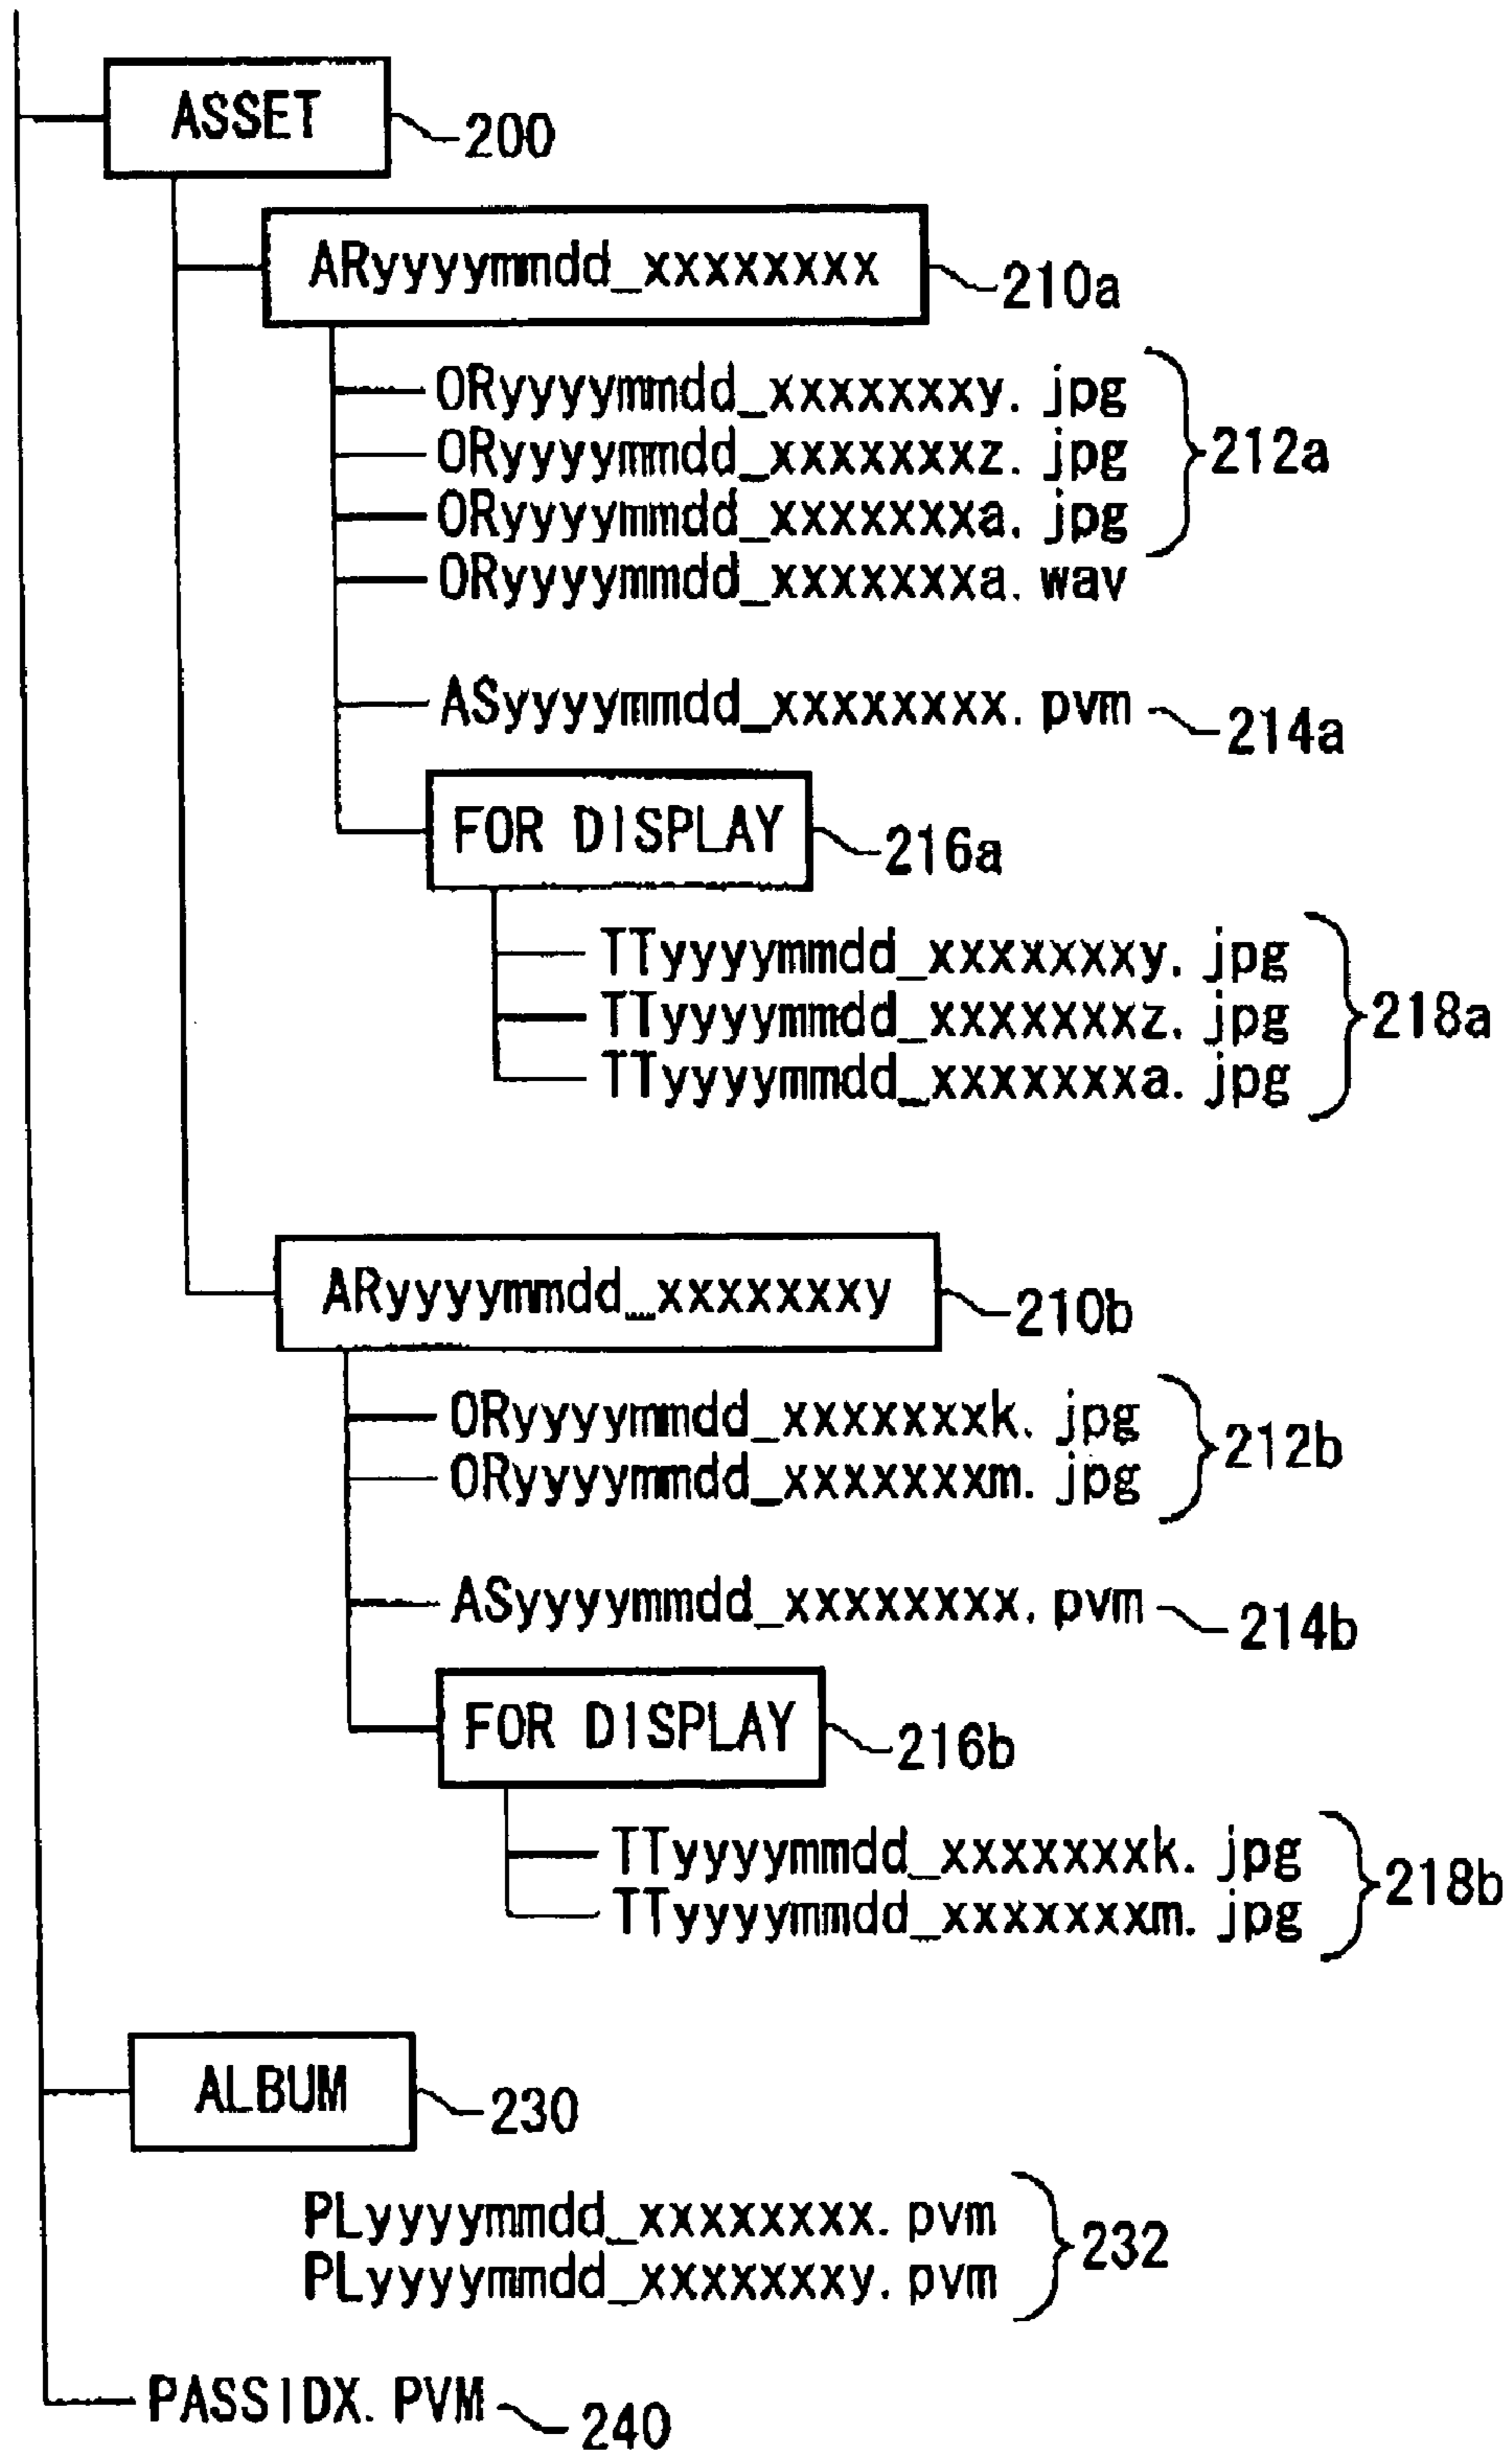 ASSET
200
ARyyyymmdd_xxxxxxxx
210a
ORyyyymmdd_xxxxxxxy. jpg
ORyyyymmdd_xxxxxxxz. jpg
212a
ORyyyymmdd_xxxxxxxa. jpg
ORyyyymmdd_xxxxxxxa. wav
ASyyyymmdd_xxxxxxxx. pvm
214a
FOR DISPLAY
216a
TTyyyymmdd_xxxxxxxy. jpg
TTyyyymmdd_xxxxxxxz. jpg
218a
TTyyyymmdd_xxxxxxxa. jpg
ARyyyymmdd_xxxxxxxy
210b
ORyyyymmdd_xxxxxxxk. jpg
212b
ORyyyymmdd_xxxxxxxm. jpg
ASyyyymmdd_xxxxxxxx. pvm
214b
FOR DISPLAY
216b
TTyyyymmdd_xxxxxxxk. jpg
218b
TTyyyymmdd_xxxxxxxm. jpg
ALBUM
230
PLyyyymmdd_xxxxxxxx. pvm
232
PLyyyymmdd_xxxxxxxy. pvm
PASSIDX. PVM
240